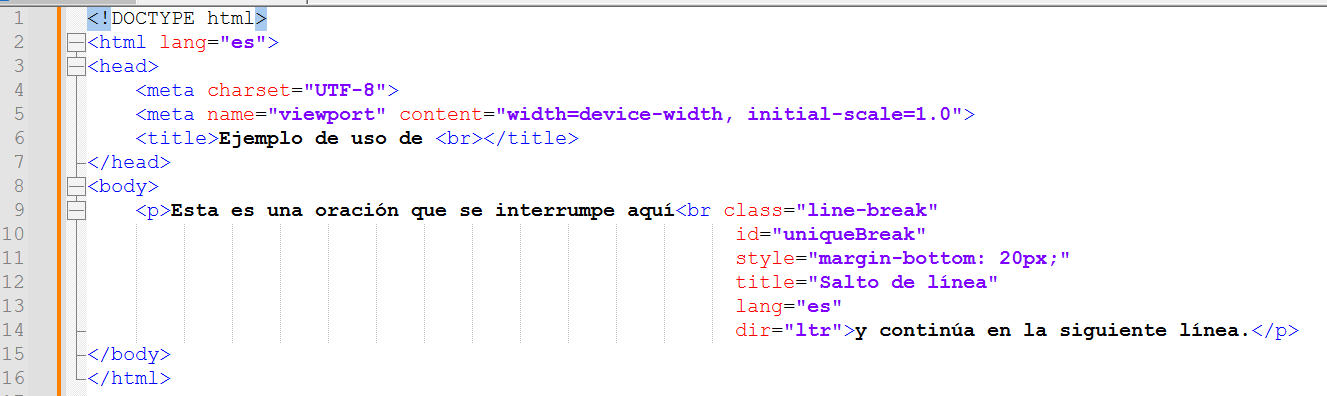 1 <!DOCTYPE html>
2 <html lang="es">
3 <head>
4     <meta charset="UTF-8">
5     <meta name="viewport" content="width=device-width, initial-scale=1.0">
6     <title>Ejemplo de uso de <br></title>
7 </head>
8 <body>
9     <p>Esta es una oración que se interrumpe aquí<br class="line-break"
10                                                      id="uniqueBreak"
11                                                      style="margin-bottom: 20px;"
12                                                      title="Salto de línea"
13                                                      lang="es"
14                                                      dir="ltr">y continúa en la siguiente línea.</p>
15 </body>
16 </html>